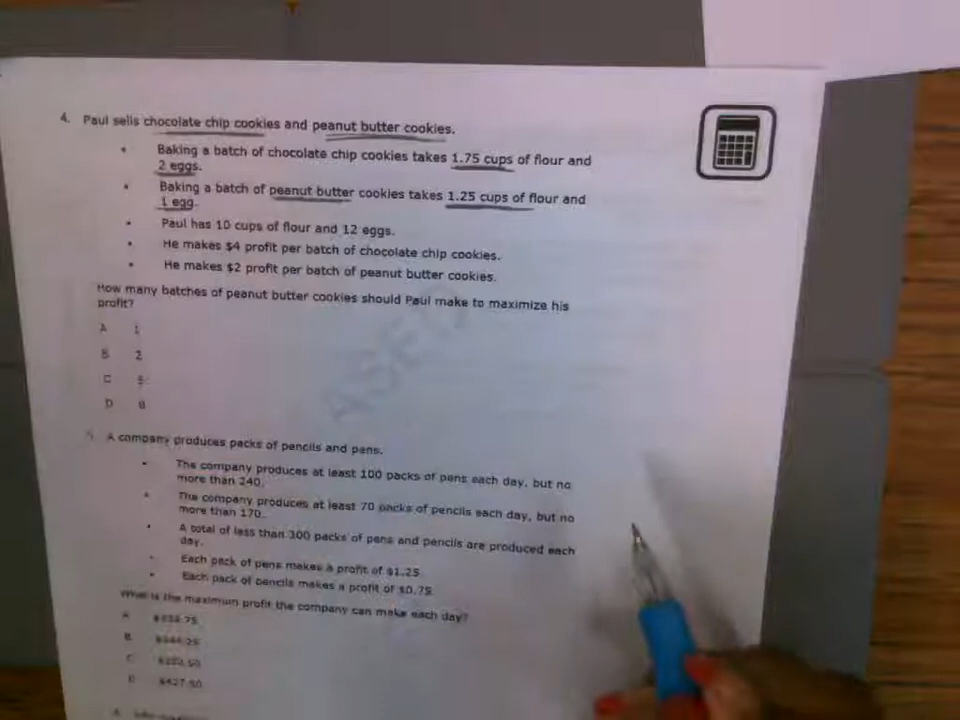 4. Paul sells chocolate chip cookies and peanut butter cookies.
• Baking a batch of chocolate chip cookies takes 1.75 cups of flour and
2 eggs.
• Baking a batch of peanut butter cookies takes 1.25 cups of flour and
1 egg.
• Paul has 10 cups of flour and 12 eggs.
• He makes $4 profit per batch of chocolate chip cookies.
• He makes $2 profit per batch of peanut butter cookies.
How many batches of peanut butter cookies should Paul make to maximize his
profit?
A 1
B 2
C 5
D 8
5. A company produces packs of pencils and pens.
• The company produces at least 100 packs of pens each day, but no
more than 240.
• The company produces at least 70 packs of pencils each day, but no
more than 170.
• A total of less than 300 packs of pens and pencils are produced each
day.
• Each pack of pens makes a profit of $1.25.
• Each pack of pencils makes a profit of $0.75.
What is the maximum profit the company can make each day?
A
B
C
D $427.50